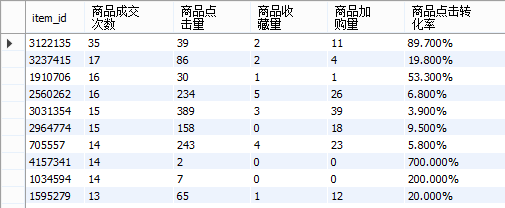 item_id 商品成交次数 商品点击量 商品收藏量 商品加购量 商品点击转化率
3122135 35 39 2 11 89.700%
3237415 17 86 2 4 19.800%
1910706 16 30 1 1 53.300%
2560262 16 234 5 26 6.800%
3031354 15 389 3 39 3.900%
2964774 15 158 0 18 9.500%
705557 14 243 4 23 5.800%
4157341 14 2 0 0 700.000%
1034594 14 7 0 0 200.000%
1595279 13 65 1 12 20.000%